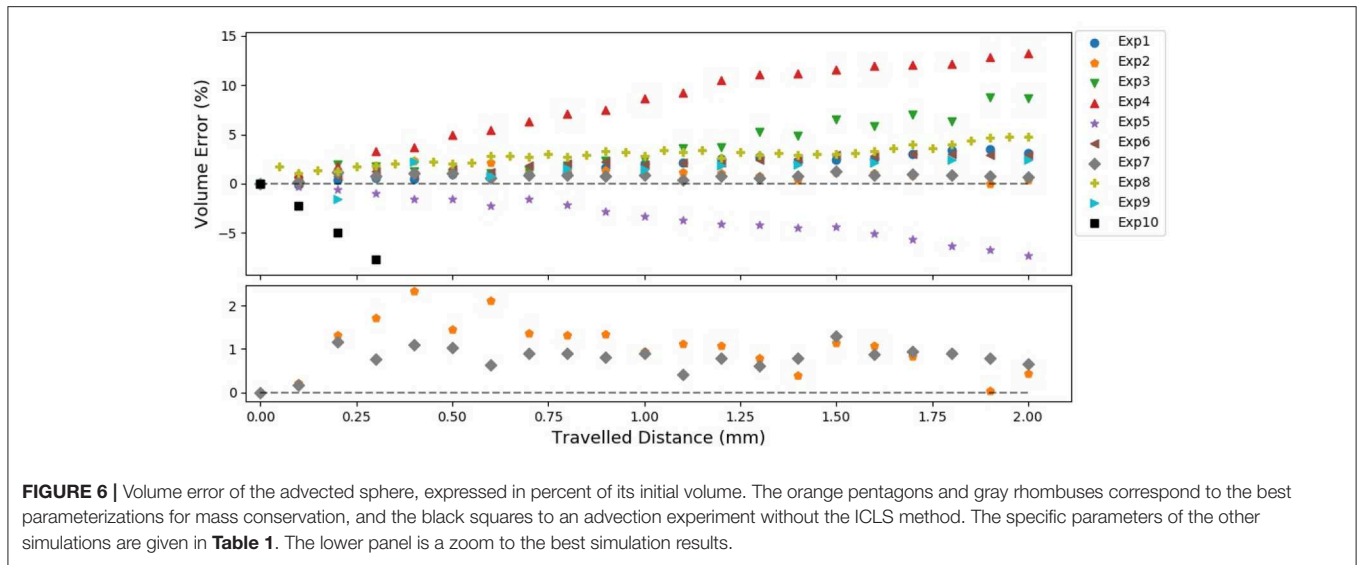 15
10
5
0
−5
Volume Error (%)
Exp1
Exp2
Exp3
Exp4
Exp5
Exp6
Exp7
Exp8
Exp9
Exp10
2
1
0
0.00 0.25 0.50 0.75 1.00 1.25 1.50 1.75 2.00
Travelled Distance (mm)
FIGURE 6 | Volume error of the advected sphere, expressed in percent of its initial volume. The orange pentagons and gray rhombuses correspond to the best
parameterizations for mass conservation, and the black squares to an advection experiment without the ICLS method. The specific parameters of the other
simulations are given in Table 1. The lower panel is a zoom to the best simulation results.